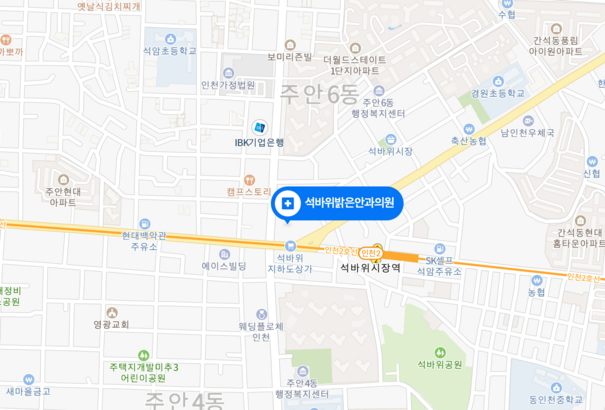 옛날식김치찌개
수협
까뽀까
석암초등학교
보미리즌빌
더월드스테이트
1단지아파트
간석동풍림
아이원아파트
인천가정법원
주안6동
주안6동
행정복지센터
경원초등학교
남인천우체국
IBK기업은행
석바위시장
축산농협
신협
주안현대
아파트
캠프스토리
석바위밝은안과의원
간석동현대
홈타운아파트
현대백악관
주유소
에이스빌딩
석바위
지하도상가
인천2호선
인천2
석바위시장역
SK셀프
석암주유소
인천2호선
농협
영광교회
웨딩플로체
인천
주택지개발미추3
어린이공원
석바위공원
새마을금고
주안4동
주안4동
행정복지센터
동인천중학교